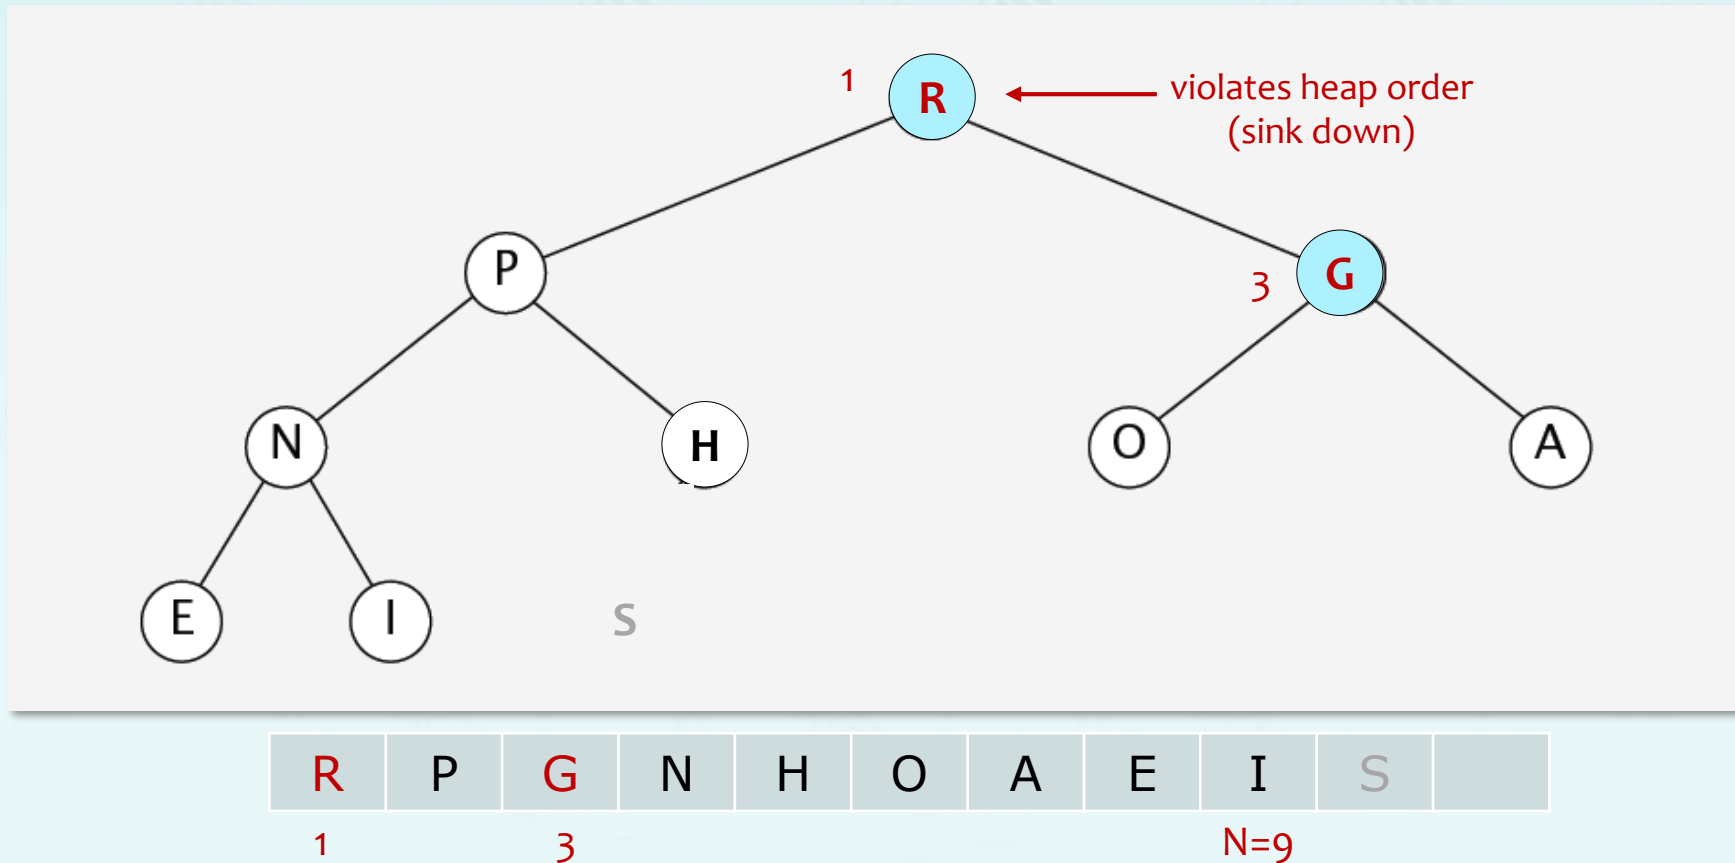 1 R violates heap order
(sink down)
P 3 G
N H O A
E I S
R P G N H O A E I S
1 3 N=9